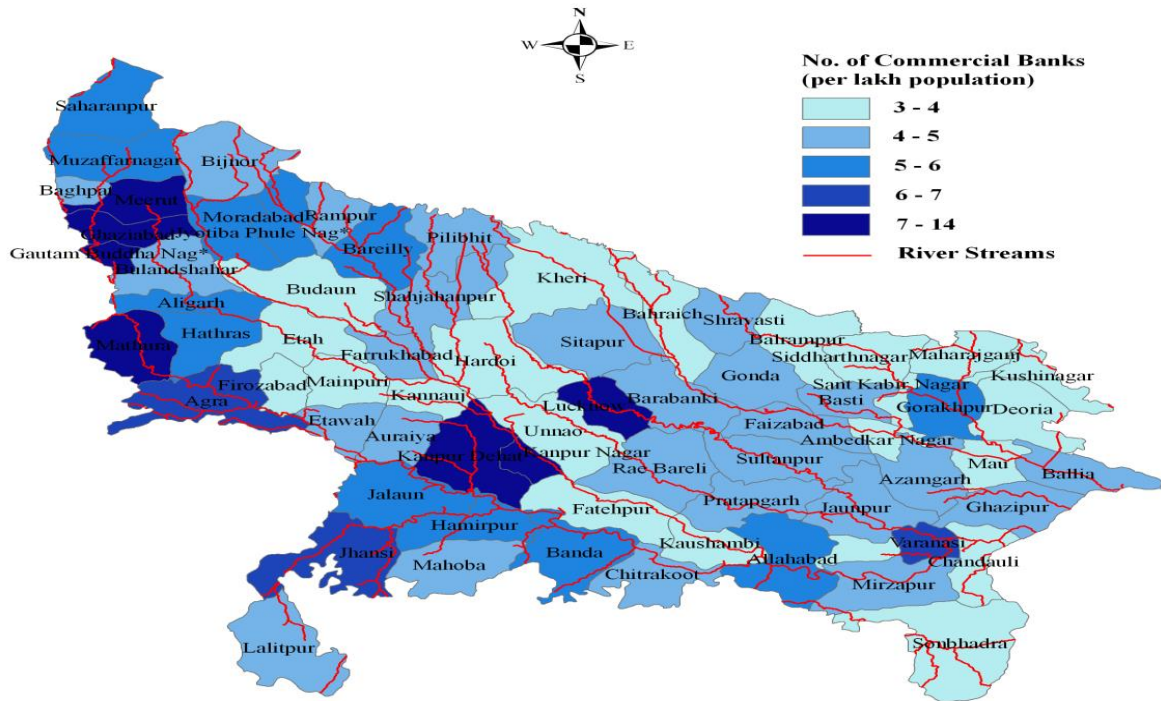 N
W E
S
No. of Commercial Banks
(per lakh population)
3 - 4
4 - 5
5 - 6
6 - 7
7 - 14
River Streams
Saharanpur
Muzaffarnagar
Bijnor
Baghpat
Meerut
Moradabad
Rampur
Ghaziabad
Jyotiba Phule Nag*
Bareilly
Pilibhit
Gautam Buddha Nag*
Bulandshahar
Budaun
Shahjahanpur
Kheri
Aligarh
Hathras
Bahraich
Shravasti
Balrampur
Mathura
Etah
Farrukhabad
Hardoi
Sitapur
Siddharthnagar
Maharajganj
Firozabad
Mainpuri
Gonda
Kushinagar
Agra
Kannauj
Lucknow
Barabanki
Sant Kabir Nagar
Basti
Gorakhpur
Deoria
Etawah
Auraiya
Unnao
Faizabad
Ambedkar Nagar
Kanpur Dehat
Kanpur Nagar
Rae Bareli
Sultanpur
Mau
Azamgarh
Ballia
Jalaun
Fatehpur
Pratapgarh
Jaunpur
Ghazipur
Hamirpur
Kaushambi
Varanasi
Jhansi
Mahoba
Banda
Allahabad
Chandauli
Chitrakoot
Mirzapur
Lalitpur
Sonbhadra